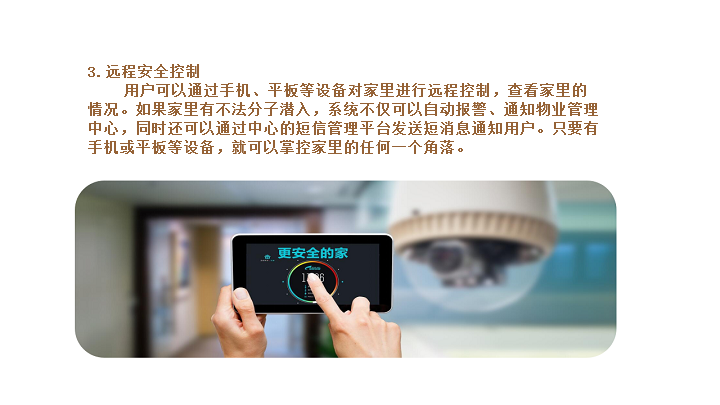 3.远程安全控制
用户可以通过手机、平板等设备对家里进行远程控制，查看家里的
情况。如果家里有不法分子潜入，系统不仅可以自动报警、通知物业管理
中心，同时还可以通过中心的短信管理平台发送短消息通知用户。只要有
手机或平板等设备，就可以掌控家里的任何一个角落。
更安全的家